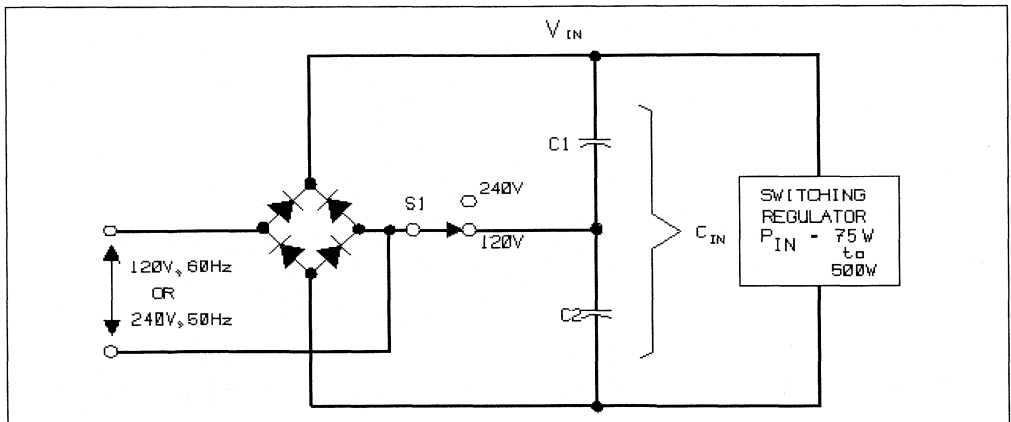 V IN
C1
240V
S1
120V
C IN
SWITCHING
REGULATOR
P IN - 75W
to
500W
120V,60Hz
OR
240V,50Hz
C2